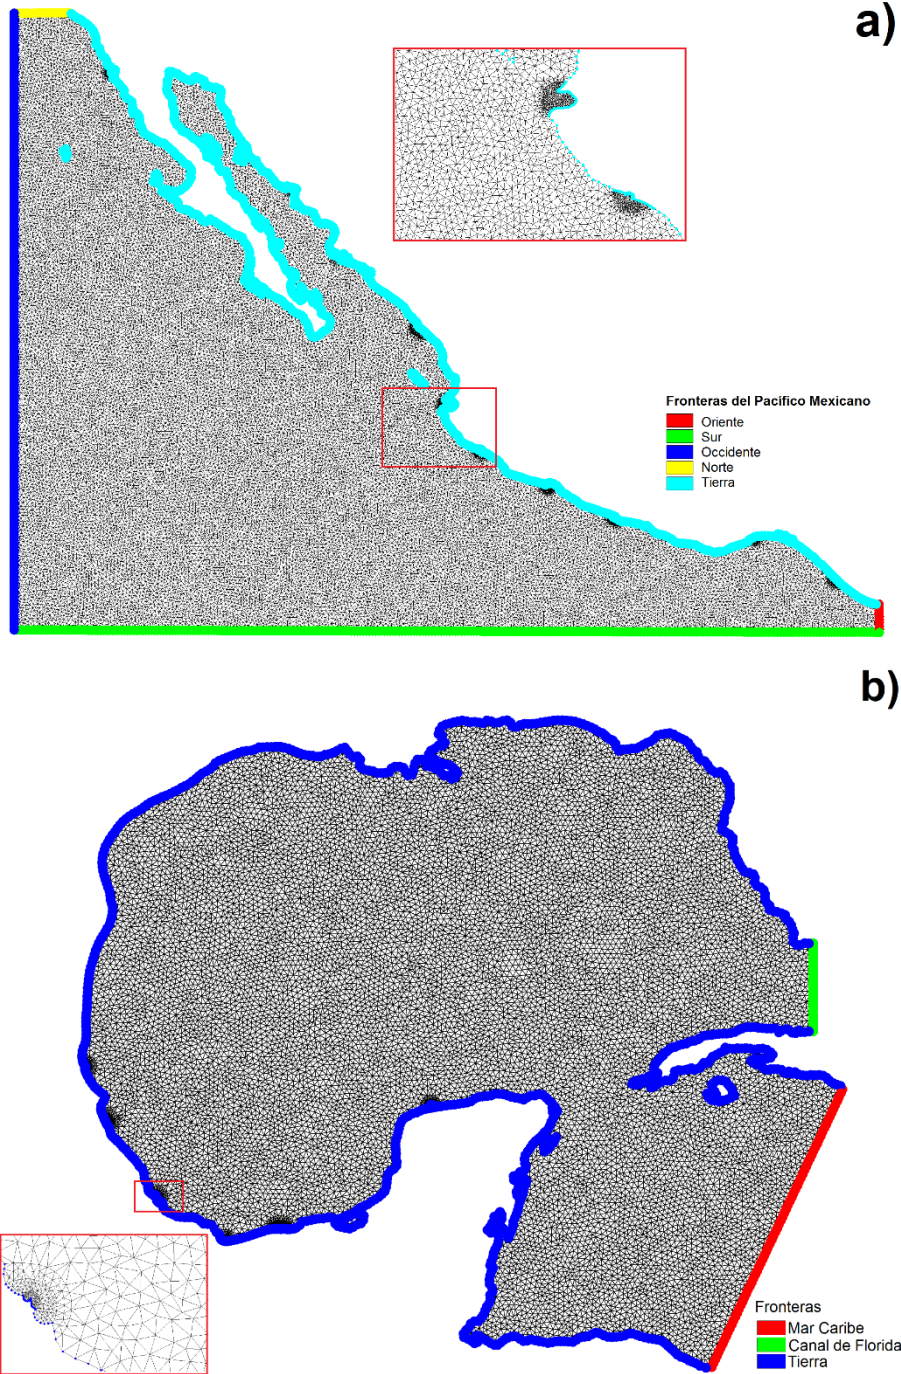 a)
Fronteras del Pacífico Mexicano
Oriente
Sur
Occidente
Norte
Tierra
b)
Fronteras
Mar Caribe
Canal de Florida
Tierra